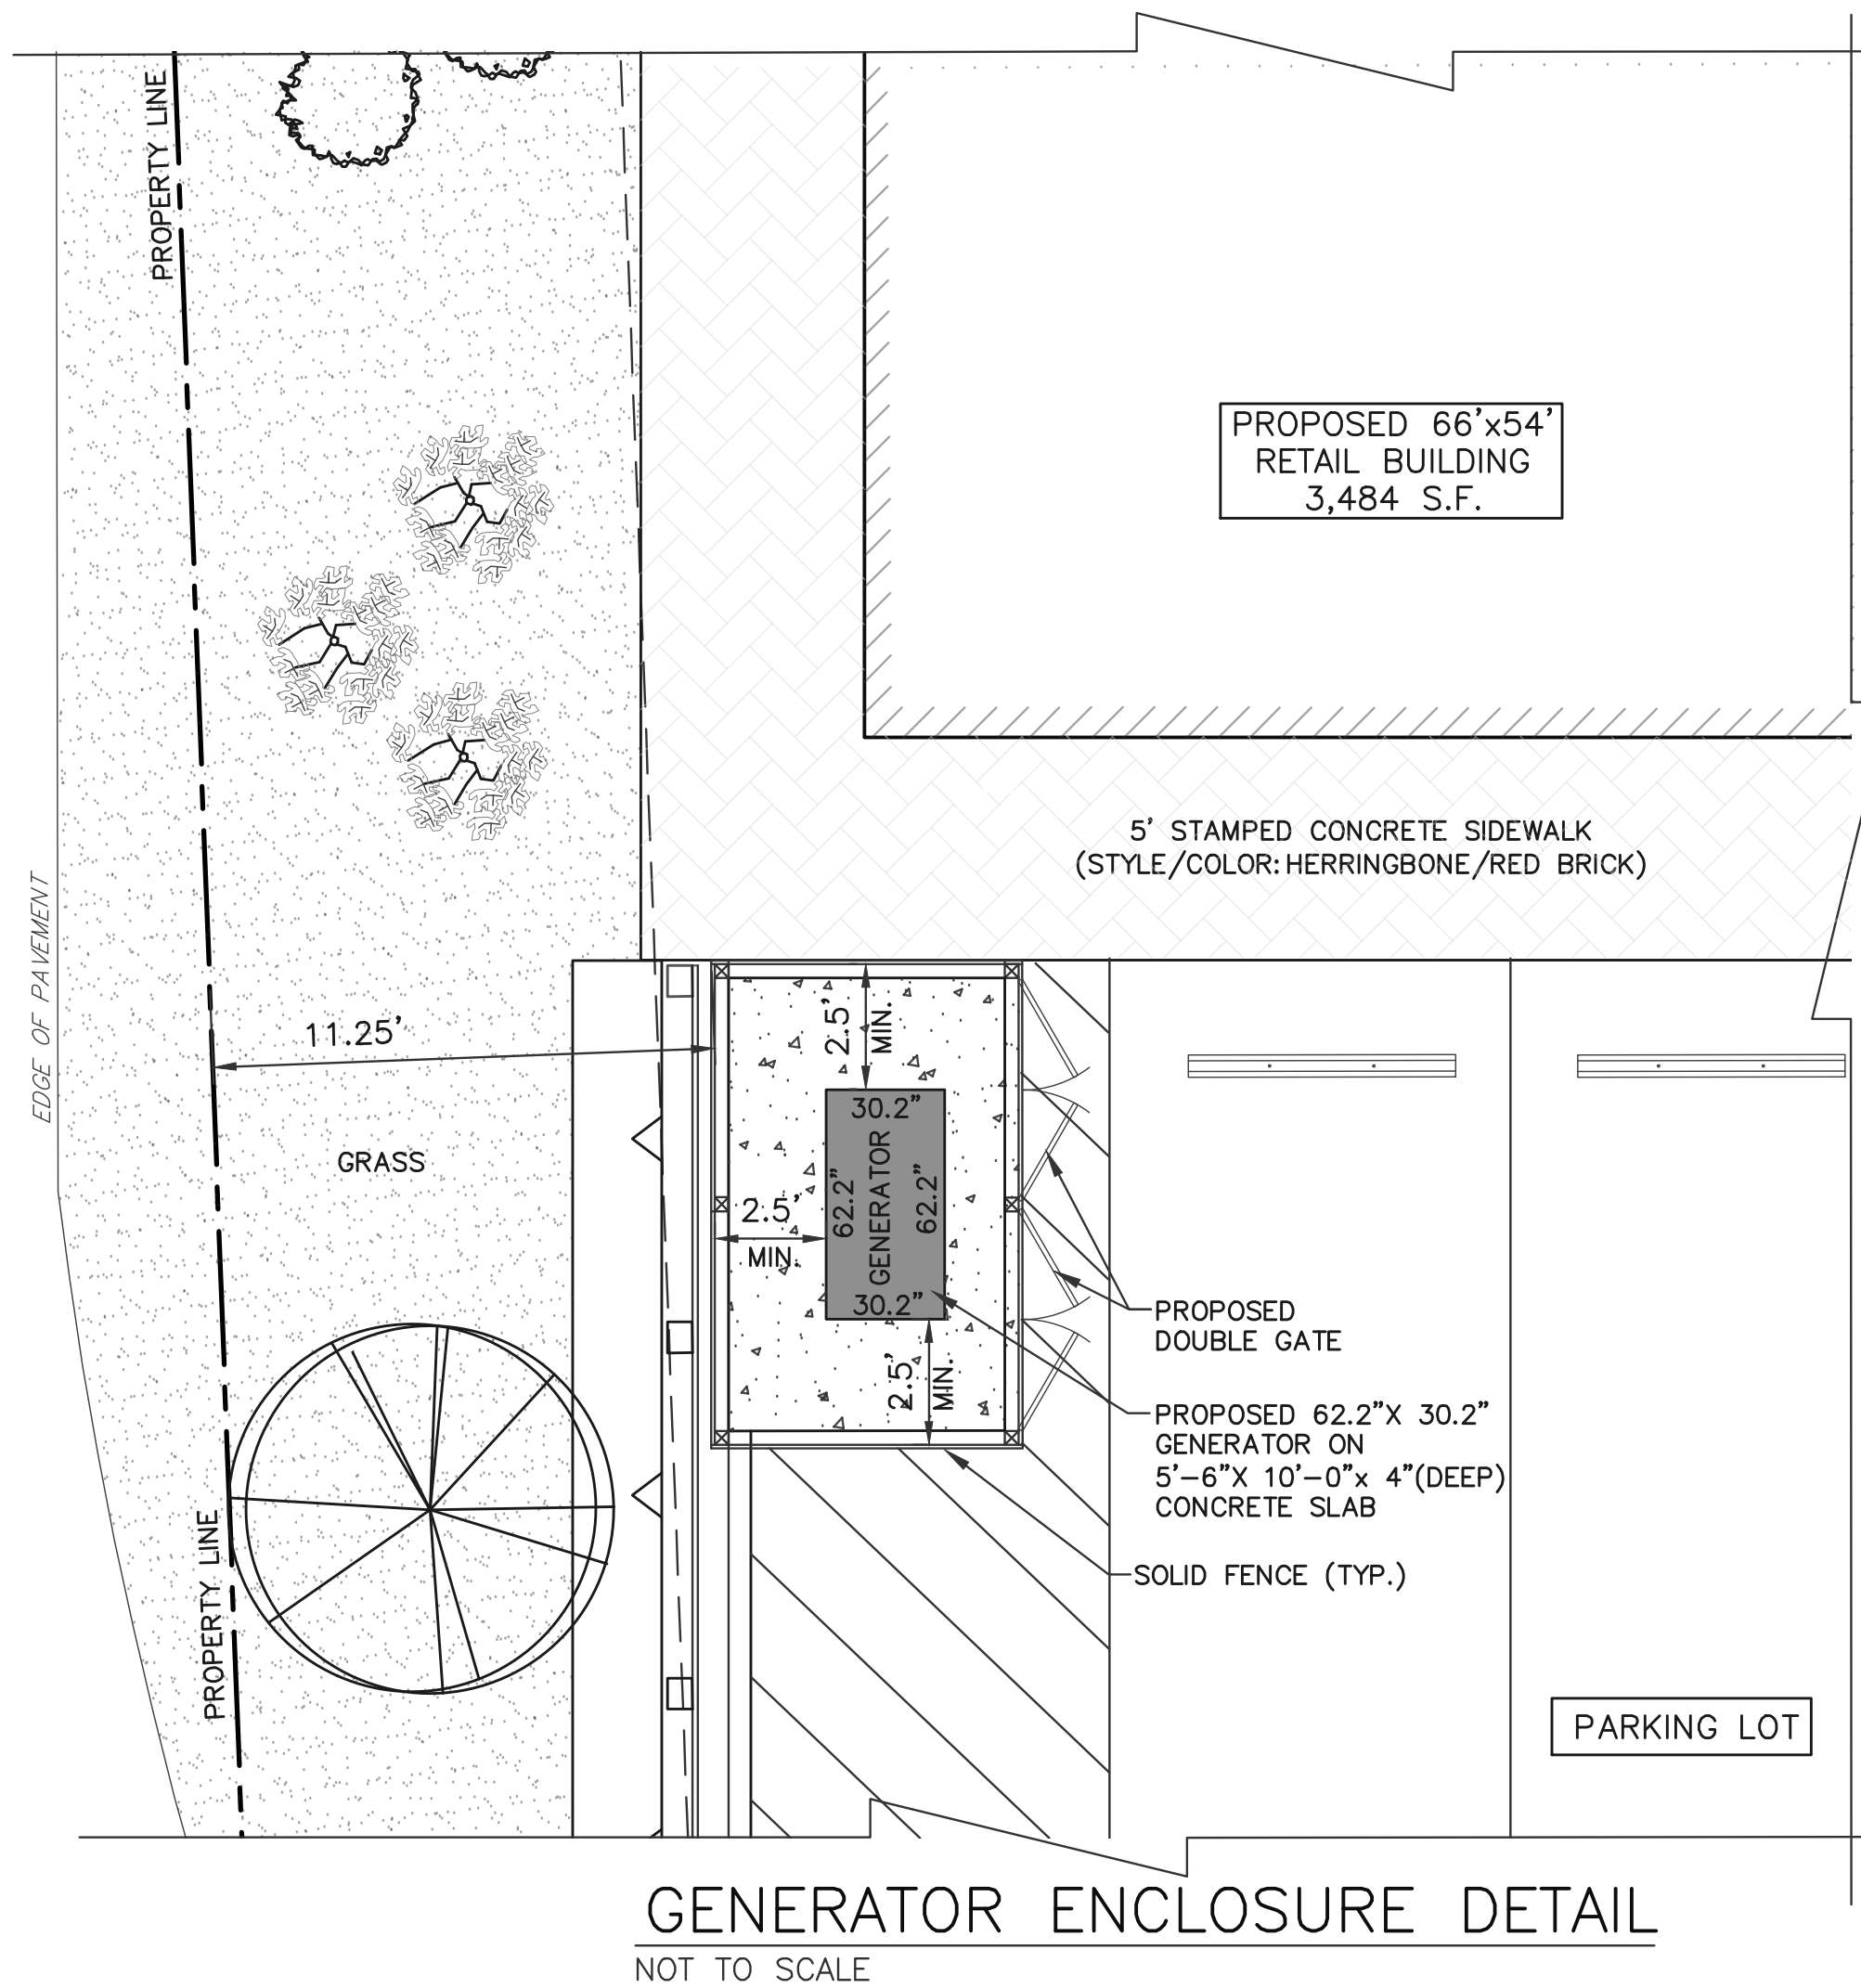 PROPERTY LINE
PROPOSED 66'x54'
RETAIL BUILDING
3,484 S.F.
5' STAMPED CONCRETE SIDEWALK
(STYLE/COLOR: HERRINGBONE/RED BRICK)
EDGE OF PAVEMENT
11.25'
2.5'
MIN.
GRASS
30.2"
62.2"
GENERATOR
62.2"
30.2"
2.5'
MIN.
2.5'
MIN.
PROPOSED
DOUBLE GATE
PROPOSED 62.2"X 30.2"
GENERATOR ON
5'-6"X 10'-0"x 4"(DEEP)
CONCRETE SLAB
SOLID FENCE (TYP.)
PROPERTY LINE
PARKING LOT
GENERATOR ENCLOSURE DETAIL
NOT TO SCALE